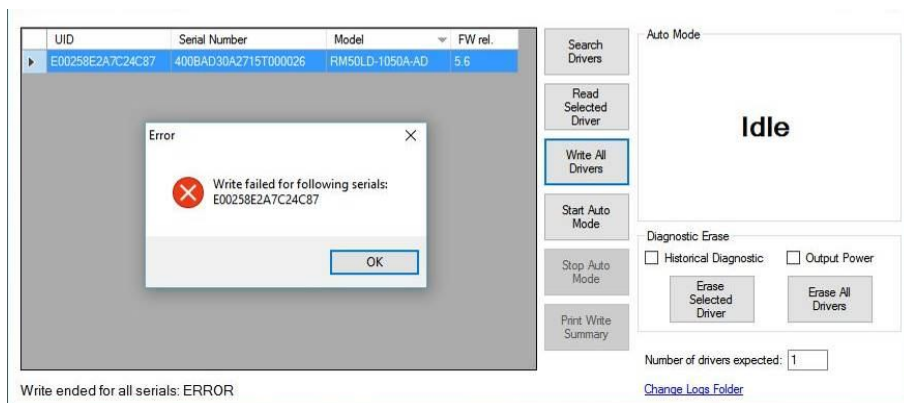 UID Serial Number Model FW rel.
E00258E2A7C24C87 400BAD30A2715T000026 RM50LD-1050A-AD 5.6
Error
Write failed for following serials:
E00258E2A7C24C87
OK
Search
Drivers
Read
Selected
Driver
Write All
Drivers
Start Auto
Mode
Stop Auto
Mode
Print Write
Summary
Auto Mode
Idle
Diagnostic Erase
Historical Diagnostic Output Power
Erase
Selected
Driver
Erase All
Drivers
Number of drivers expected: 1
Change Logs Folder
Write ended for all serials: ERROR